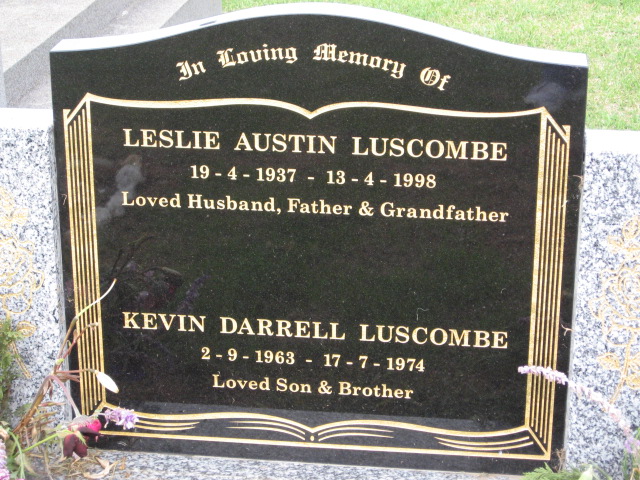 In Loving Memory Of
LESLIE AUSTIN LUSCOMBE
19-4-1937 - 13-4-1998
Loved Husband, Father & Grandfather
KEVIN DARRELL LUSCOMBE
2-9-1963 - 17-7-1974
Loved Son & Brother